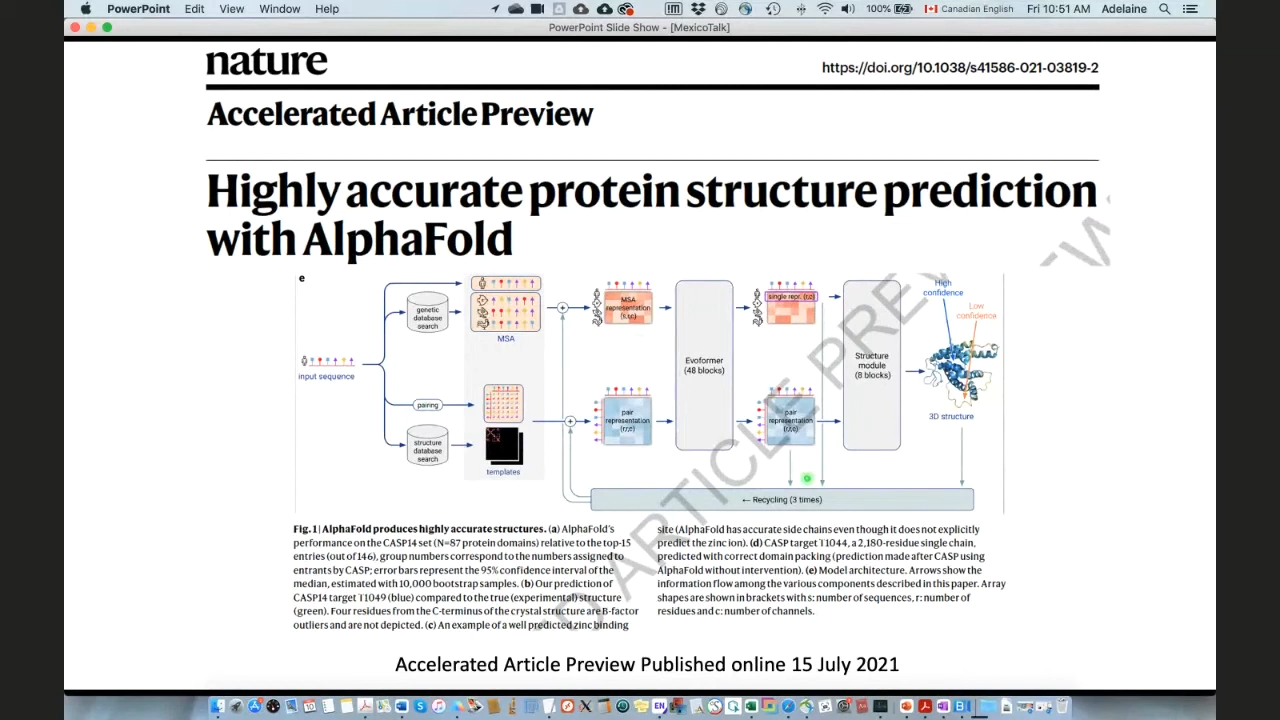 PowerPoint Edit View Window Help 100% Canadian English Fri 10:51 AM Adelaine
PowerPoint Slide Show - [MexicoTalk]
nature
https://doi.org/10.1038/s41586-021-03819-2
Accelerated Article Preview
Highly accurate protein structure prediction
with AlphaFold
e
input sequence
genetic
database
search
pairing
structure
database
search
MSA
templates
MSA
representation
(s,r,c)
pair
representation
(r,r,c)
Evoformer
(48 blocks)
single repr. (r,c)
pair
representation
(r,r,c)
Structure
module
(8 blocks)
High
confidence
Low
confidence
3D structure
← Recycling (3 times)
ARTICLE PREVIEW
Fig. 1 | AlphaFold produces highly accurate structures. (a) AlphaFold's
performance on the CASP14 set (N=87 protein domains) relative to the top-15
entries (out of 146), group numbers correspond to the numbers assigned to
entrants by CASP; error bars represent the 95% confidence interval of the
median, estimated with 10,000 bootstrap samples. (b) Our prediction of
CASP14 target T1049 (blue) compared to the true (experimental) structure
(green). Four residues from the C-terminus of the crystal structure are B-factor
outliers and are not depicted. (c) An example of a well predicted zinc binding
site (AlphaFold has accurate side chains even though it does not explicitly
predict the zinc ion). (d) CASP target T1044, a 2,180-residue single chain,
predicted with correct domain packing (prediction made after CASP using
AlphaFold without intervention). (e) Model architecture. Arrows show the
information flow among the various components described in this paper. Array
shapes are shown in brackets with s: number of sequences, r: number of
residues and c: number of channels.
Accelerated Article Preview Published online 15 July 2021